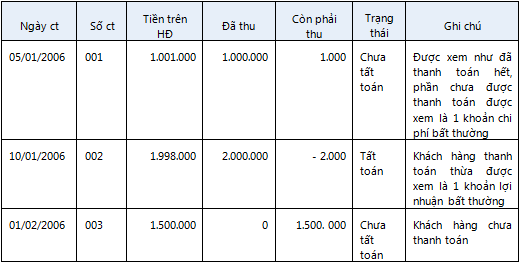 Ngày ct Số ct Tiền trên Đã thu Còn phải Trạng Ghi chú
HĐ thu thái
05/01/2006 001 1.001.000 1.000.000 1.000 Chưa Được xem như đã
tất thanh toán hết,
toán phần chưa được
thanh toán được
xem là 1 khoản chi
phí bất thường
10/01/2006 002 1.998.000 2.000.000 - 2.000 Tất Khách hàng thanh
toán toán thừa được
xem là 1 khoản lợi
nhuận bất thường
01/02/2006 003 1.500.000 0 1.500. 000 Chưa Khách hàng chưa
tất thanh toán
toán